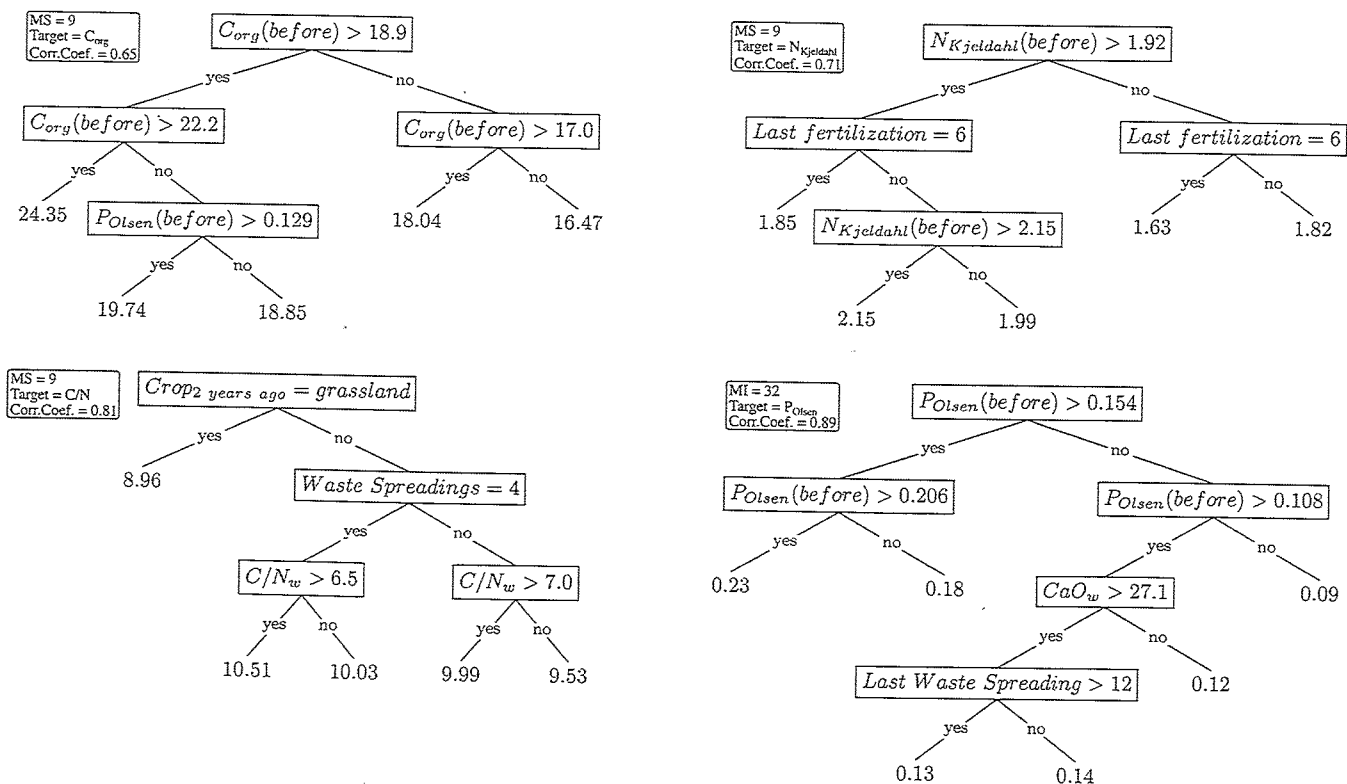 MS = 9
Target = C_org
Corr.Coef. = 0.65
C_org(before) > 18.9
yes
no
C_org(before) > 22.2
C_org(before) > 17.0
yes
no
yes
no
24.35
P_Olsen(before) > 0.129
18.04
16.47
yes
no
19.74
18.85
MS = 9
Target = N_Kjeldahl
Corr.Coef. = 0.71
N_Kjeldahl(before) > 1.92
yes
no
Last fertilization = 6
Last fertilization = 6
yes
no
yes
no
1.85
N_Kjeldahl(before) > 2.15
1.63
1.82
yes
no
2.15
1.99
MS = 9
Target = C/N
Corr.Coef. = 0.81
Crop_2 years ago = grassland
yes
no
8.96
Waste Spreadings = 4
yes
no
C/N_w > 6.5
C/N_w > 7.0
yes
no
yes
no
10.51
10.03
9.99
9.53
MI = 32
Target = P_Olsen
Corr.Coef. = 0.89
P_Olsen(before) > 0.154
yes
no
P_Olsen(before) > 0.206
P_Olsen(before) > 0.108
yes
no
yes
no
0.23
0.18
CaO_w > 27.1
0.09
yes
no
Last Waste Spreading > 12
0.12
yes
no
0.13
0.14